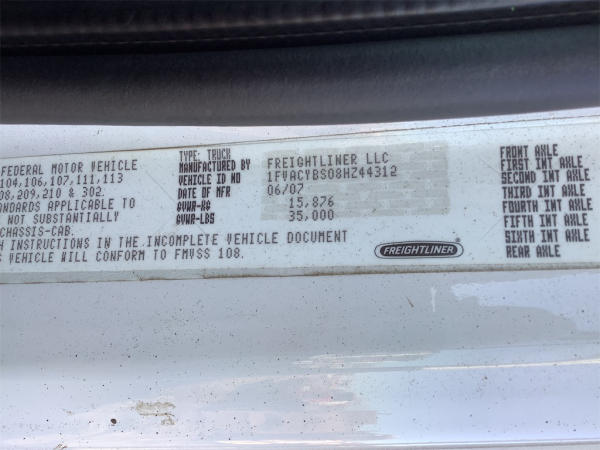 FEDERAL MOTOR VEHICLE
104,106,107,111,113
08,209,210 & 302.
NDARDS APPLICABLE TO
NOT SUBSTANTIALLY
CHASSIS-CAB.
H INSTRUCTIONS IN THE INCOMPLETE VEHICLE DOCUMENT
S VEHICLE WILL CONFORM TO FMVSS 108.
TYPE: TRUCK
MANUFACTURED BY FREIGHTLINER LLC
VEHICLE ID NO 1FVACYBS08HZ44312
DATE OF MFR 06/07
GVWR-KG 15,876
GVWR-LBS 35,000
FREIGHTLINER
FRONT AXLE
FIRST INT AXLE
SECOND INT AXLE
THIRD INT AXLE
FOURTH INT AXLE
FIFTH INT AXLE
SIXTH INT AXLE
REAR AXLE